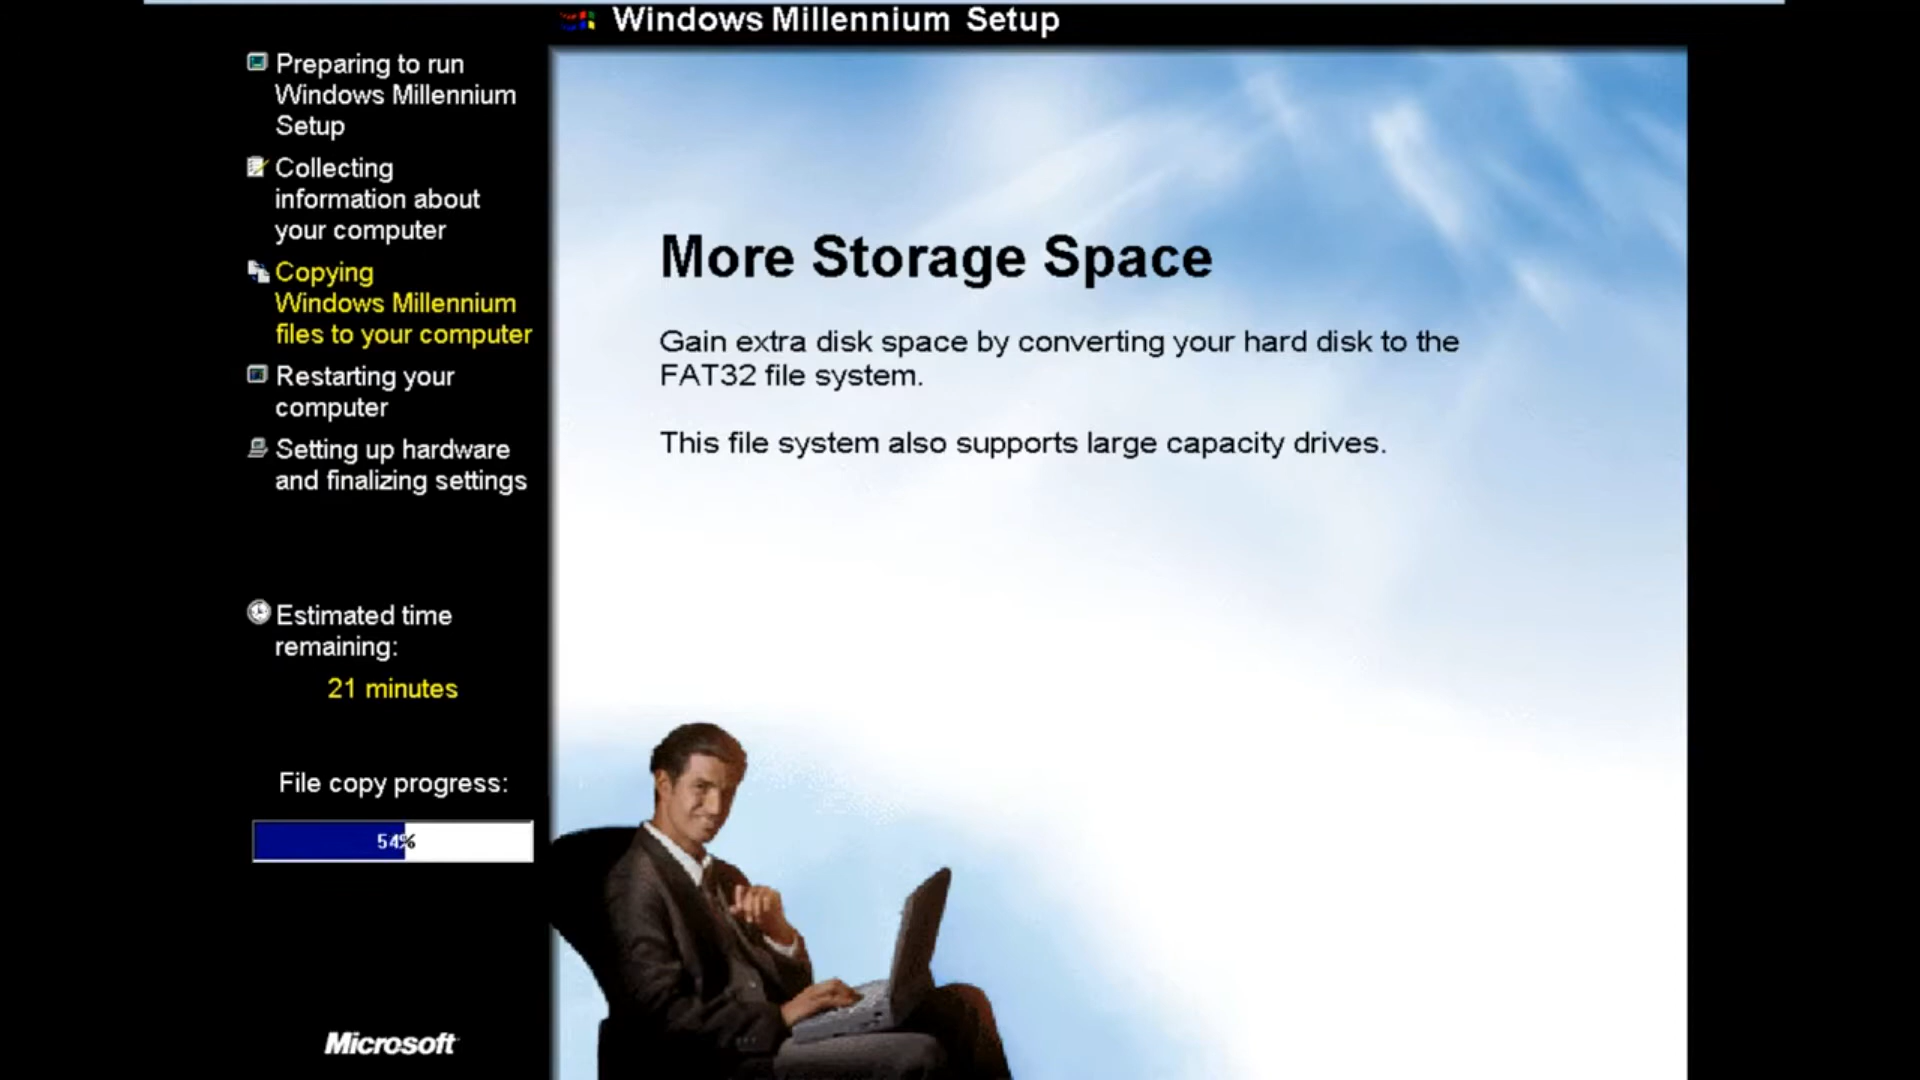 Windows Millennium Setup
Preparing to run
Windows Millennium
Setup
Collecting
information about
your computer
Copying
Windows Millennium
files to your computer
Restarting your
computer
Setting up hardware
and finalizing settings
Estimated time
remaining:
21 minutes
File copy progress:
54%
Microsoft
More Storage Space
Gain extra disk space by converting your hard disk to the
FAT32 file system.
This file system also supports large capacity drives.